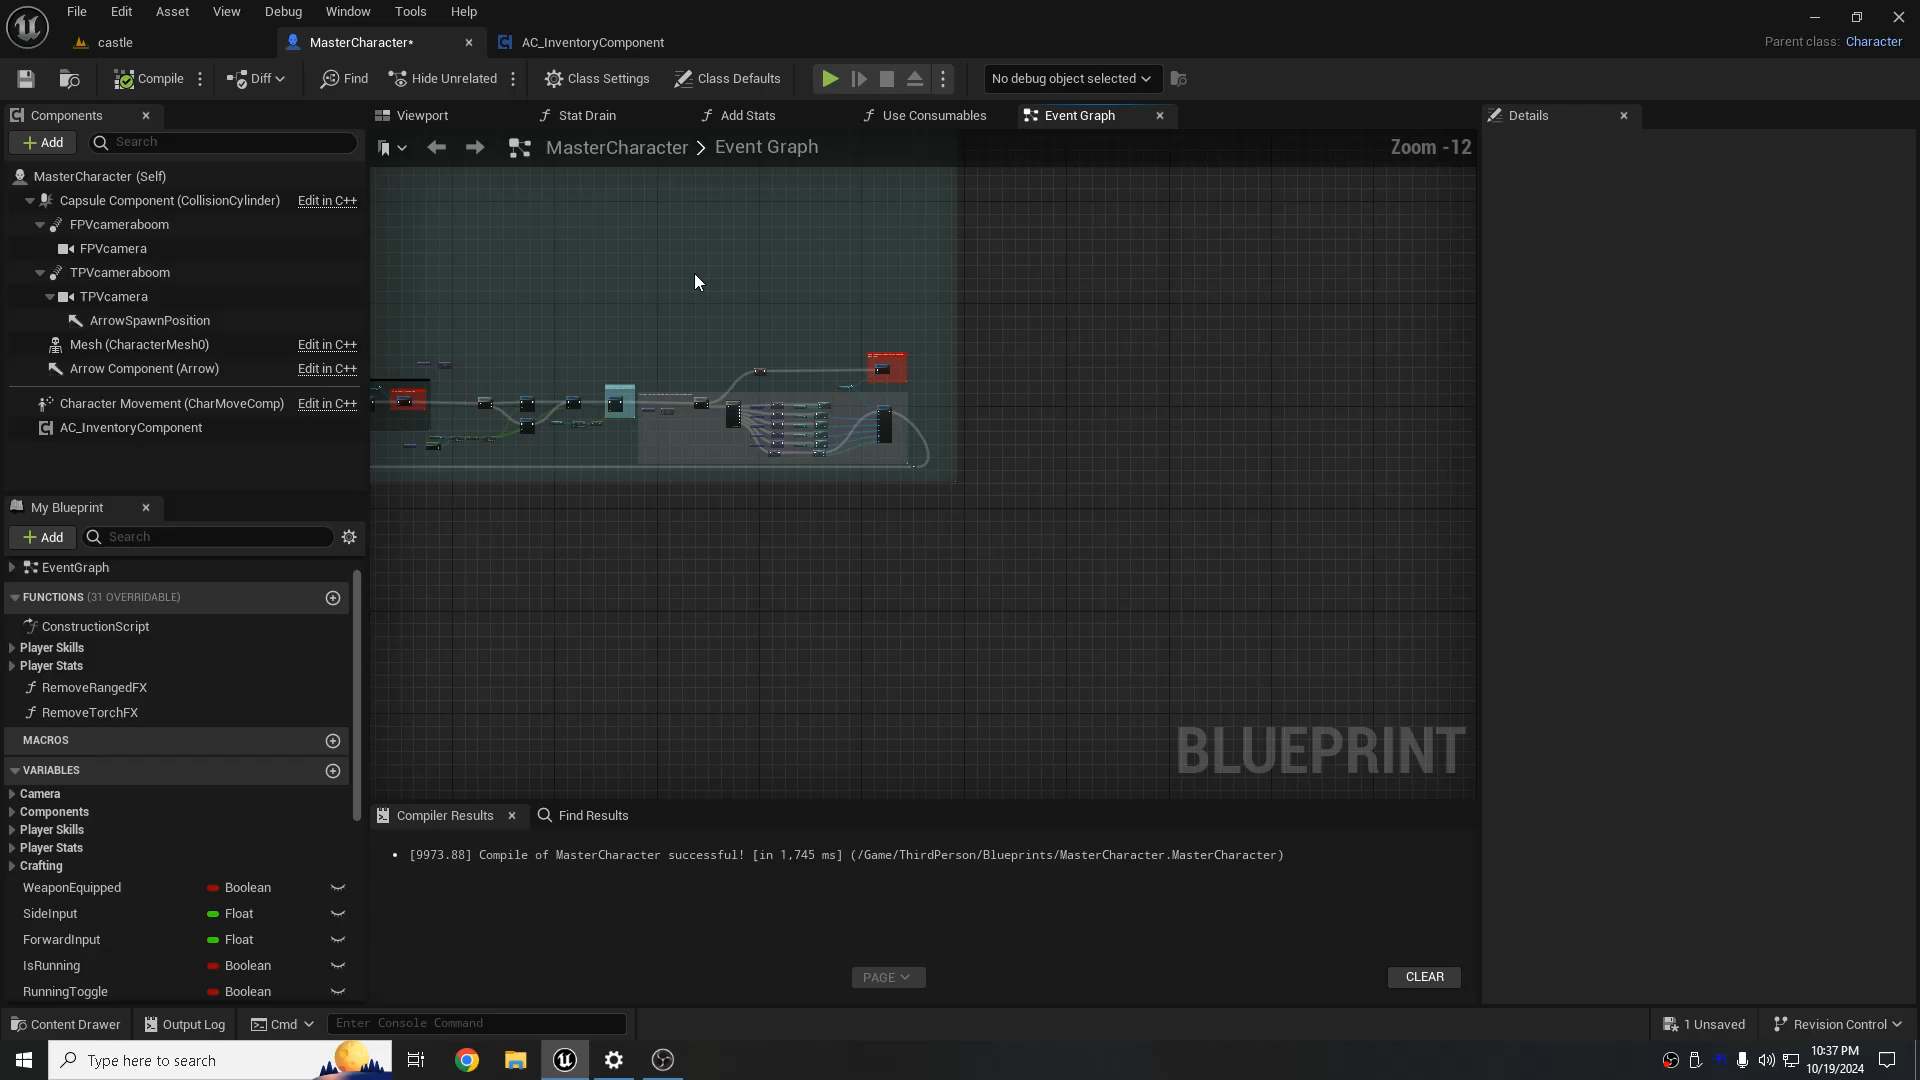 File Edit Asset View Debug Window Tools Help
castle
MasterCharacter*
AC_InventoryComponent
Parent class: Character
Compile
Diff
Find
Hide Unrelated
Class Settings
Class Defaults
No debug object selected
Components
Add
Search
MasterCharacter (Self)
Capsule Component (CollisionCylinder) Edit in C++
FPVcameraboom
FPVcamera
TPVcameraboom
TPVcamera
ArrowSpawnPosition
Mesh (CharacterMesh0) Edit in C++
Arrow Component (Arrow) Edit in C++
Character Movement (CharMoveComp) Edit in C++
AC_InventoryComponent
My Blueprint
Add
Search
EventGraph
FUNCTIONS (31 OVERRIDABLE)
ConstructionScript
Player Skills
Player Stats
RemoveRangedFX
RemoveTorchFX
MACROS
VARIABLES
Camera
Components
Player Skills
Player Stats
Crafting
WeaponEquipped Boolean
SideInput Float
ForwardInput Float
IsRunning Boolean
RunningToggle Boolean
Viewport
Stat Drain
Add Stats
Use Consumables
Event Graph
MasterCharacter > Event Graph
Zoom -12
BLUEPRINT
Compiler Results
Find Results
[9973.88] Compile of MasterCharacter successful! [in 1,745 ms] (/Game/ThirdPerson/Blueprints/MasterCharacter.MasterCharacter)
PAGE
CLEAR
Details
Content Drawer
Output Log
Cmd
Enter Console Command
1 Unsaved
Revision Control
Type here to search
10:37 PM
10/19/2024